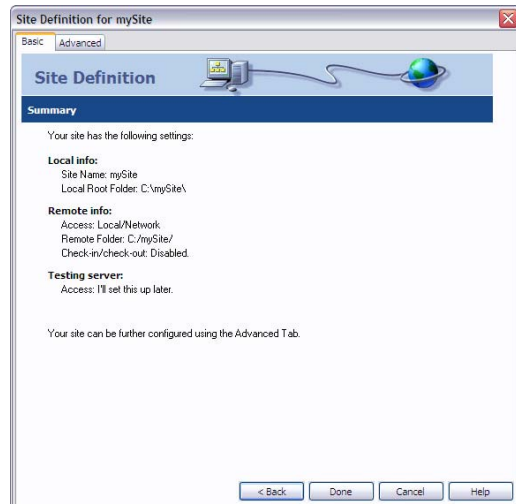 Site Definition for mySite
Basic
Advanced
Site Definition
Summary
Your site has the following settings:
Local info:
Site Name: mySite
Local Root Folder: C:\mySite\
Remote info:
Access: Local/Network
Remote Folder: C:/mySite/
Check-in/check-out: Disabled.
Testing server:
Access: I'll set this up later.
Your site can be further configured using the Advanced Tab.
< Back
Done
Cancel
Help